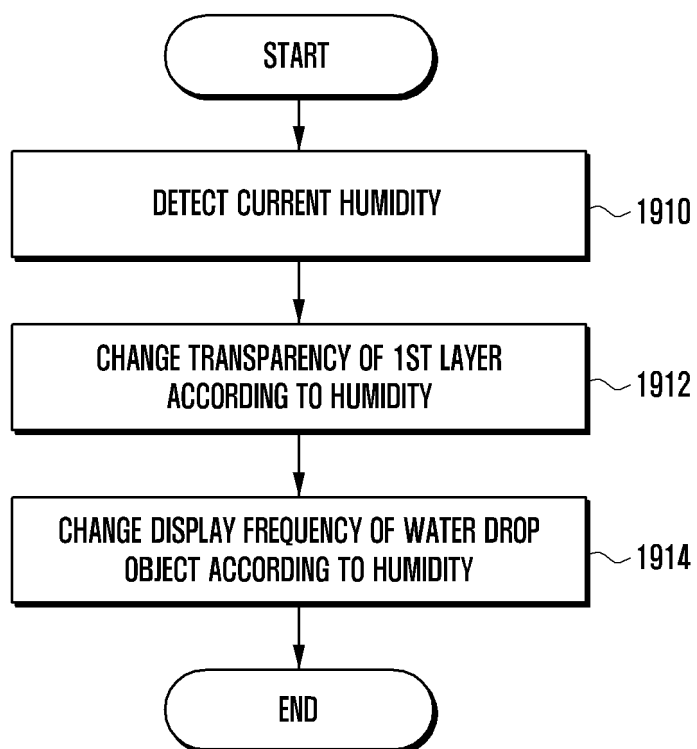 START
DETECT CURRENT HUMIDITY
1910
CHANGE TRANSPARENCY OF 1ST LAYER
ACCORDING TO HUMIDITY
1912
CHANGE DISPLAY FREQUENCY OF WATER DROP
OBJECT ACCORDING TO HUMIDITY
1914
END